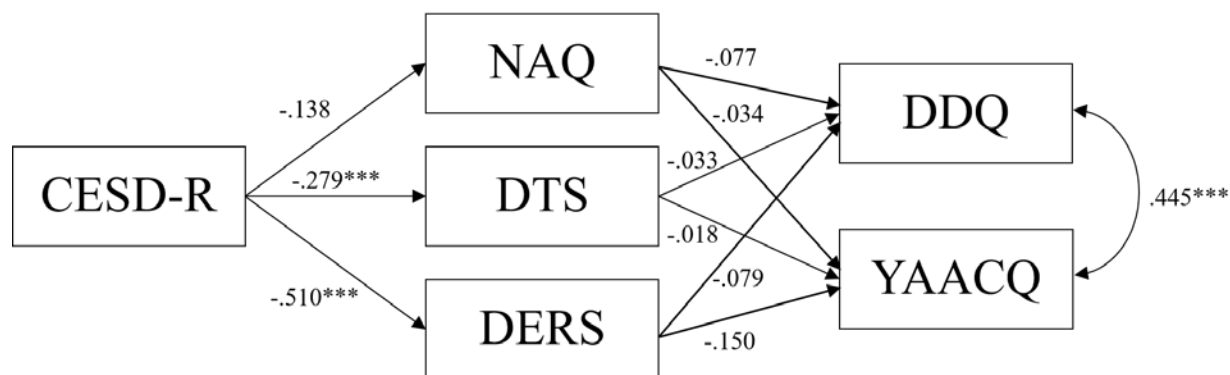 NAQ
-.077
-.138
-.034
DDQ
CESD-R
-.279***
DTS
-.033
.445***
-.018
-.510***
DERS
-.079
YAACQ
-.150